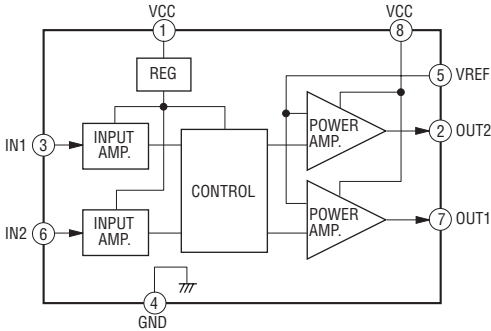 VCC
VCC
1
8
REG
5 VREF
IN1 3
INPUT
AMP.
POWER
AMP.
2 OUT2
CONTROL
IN2 6
INPUT
AMP.
POWER
AMP.
7 OUT1
4
GND